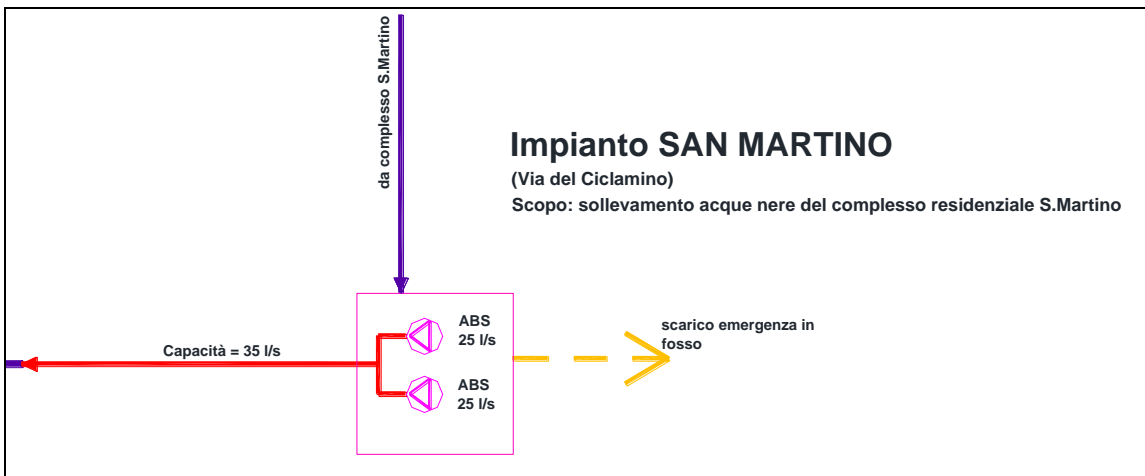 da complesso S.Martino
Impianto SAN MARTINO
(Via del Ciclamino)
Scopo: sollevamento acque nere del complesso residenziale S.Martino
ABS
25 l/s
scarico emergenza in
fosso
Capacità = 35 l/s
ABS
25 l/s